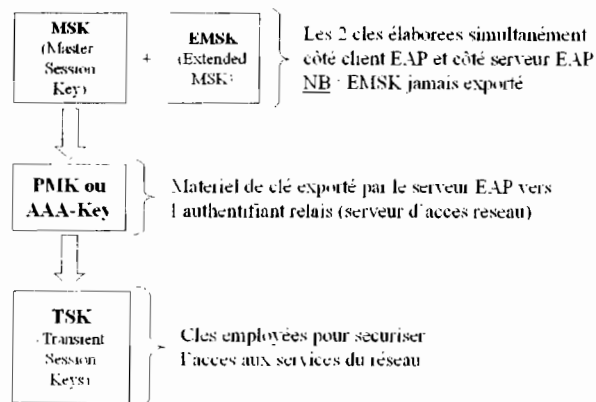 MSK
(Master
Session
Key)
+
EMSK
(Extended
MSK)
Les 2 cles élaborees simultanément
côté client EAP et côté serveur EAP
NB : EMSK jamais exporté
PMK ou
AAA-Key
Materiel de clé exporté par le serveur EAP vers
l authentifiant relais (serveur d'acces reseau)
TSK
(Transient
Session
Keys)
Cles employées pour securiser
l'acces aux services du réseau